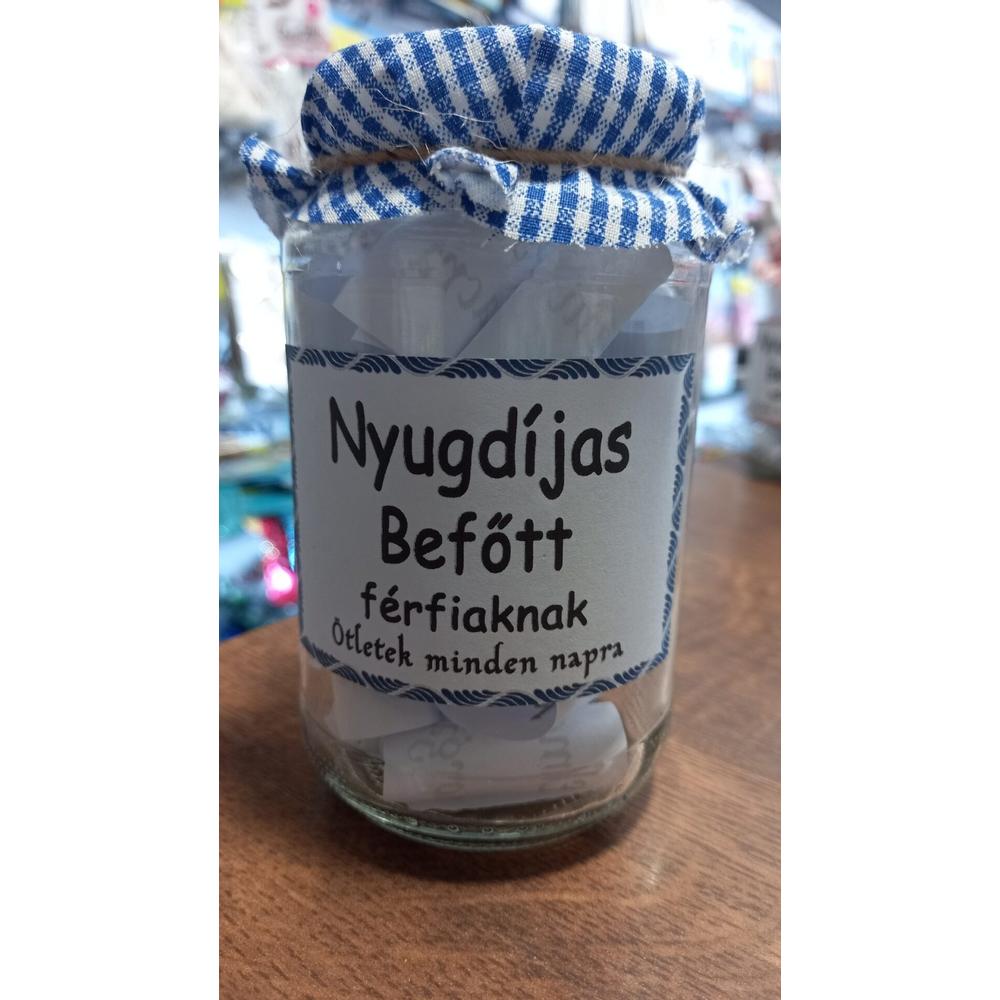 Nyugdíjas
Befőtt
férfiaknak
Ötletek minden napra